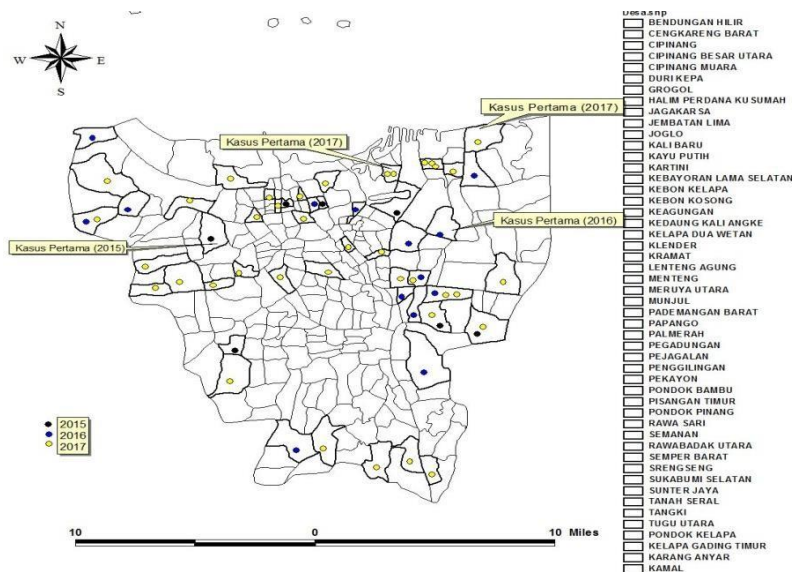 N
W E
S
Kasus Pertama (2017)
Kasus Pertama (2017)
Kasus Pertama (2016)
Kasus Pertama (2015)
2015
2016
2017
10 0 10 Miles
Desa.shp
BENDUNGAN HILIR
CENGKARENG BARAT
CIPINANG
CIPINANG BESAR UTARA
CIPINANG MUARA
DURI KEPA
GROGOL
HALIM PERDANA KUSUMAH
JAGAKARSA
JEMBATAN LIMA
JOGLO
KALI BARU
KAYU PUTIH
KARTINI
KEBAYORAN LAMA SELATAN
KEBON KELAPA
KEBON KOSONG
KEAGUNGAN
KEDAUNG KALI ANGKE
KELAPA DUA WETAN
KLENDER
KRAMAT
LENTENG AGUNG
MENTENG
MERUYA UTARA
MUNJUL
PADEMANGAN BARAT
PAPANGO
PALMERAH
PEGADUNGAN
PEJAGALAN
PENGGILINGAN
PEKAYON
PONDOK BAMBU
PISANGAN TIMUR
PONDOK PINANG
RAWA SARI
SEMANAN
RAWABADAK UTARA
SEMPER BARAT
SRENGSENG
SUKABUMI SELATAN
SUNTER JAYA
TANAH SERAL
TANGKI
TUGU UTARA
PONDOK KELAPA
KELAPA GADING TIMUR
KARANG ANYAR
KAMAL